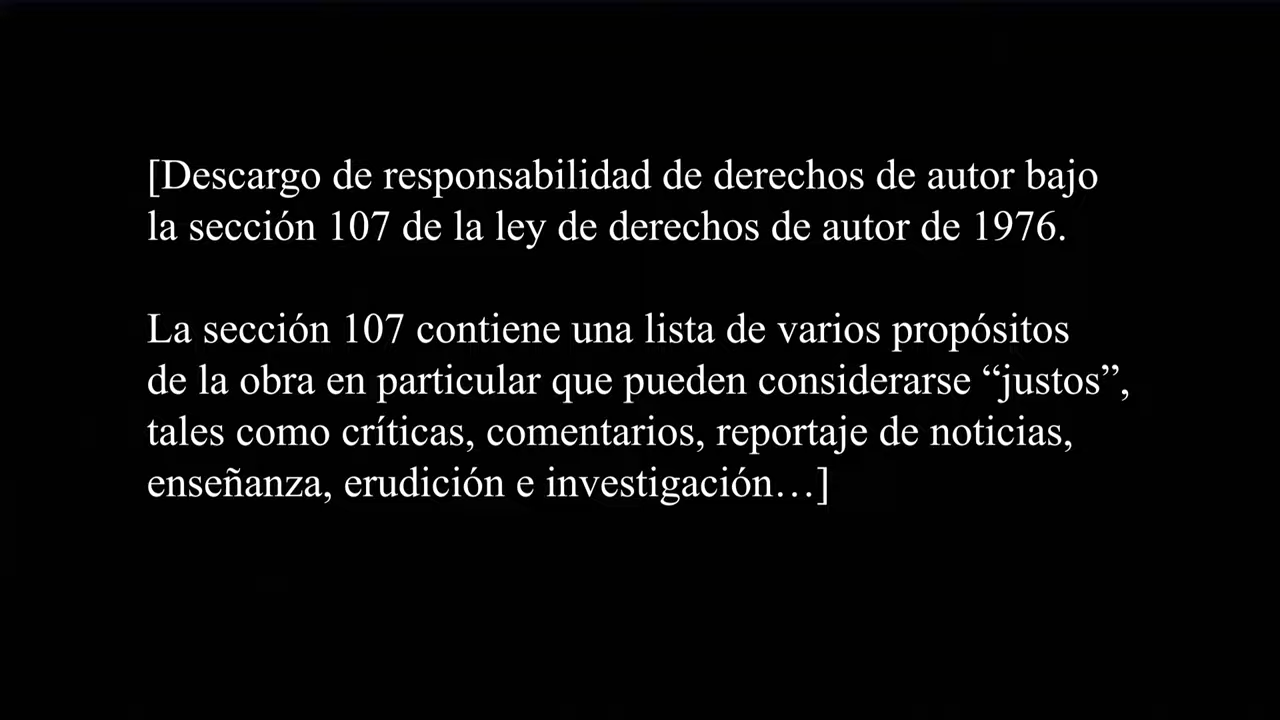 [Descargo de responsabilidad de derechos de autor bajo
la sección 107 de la ley de derechos de autor de 1976.
La sección 107 contiene una lista de varios propósitos
de la obra en particular que pueden considerarse “justos”,
tales como críticas, comentarios, reportaje de noticias,
enseñanza, erudición e investigación…]